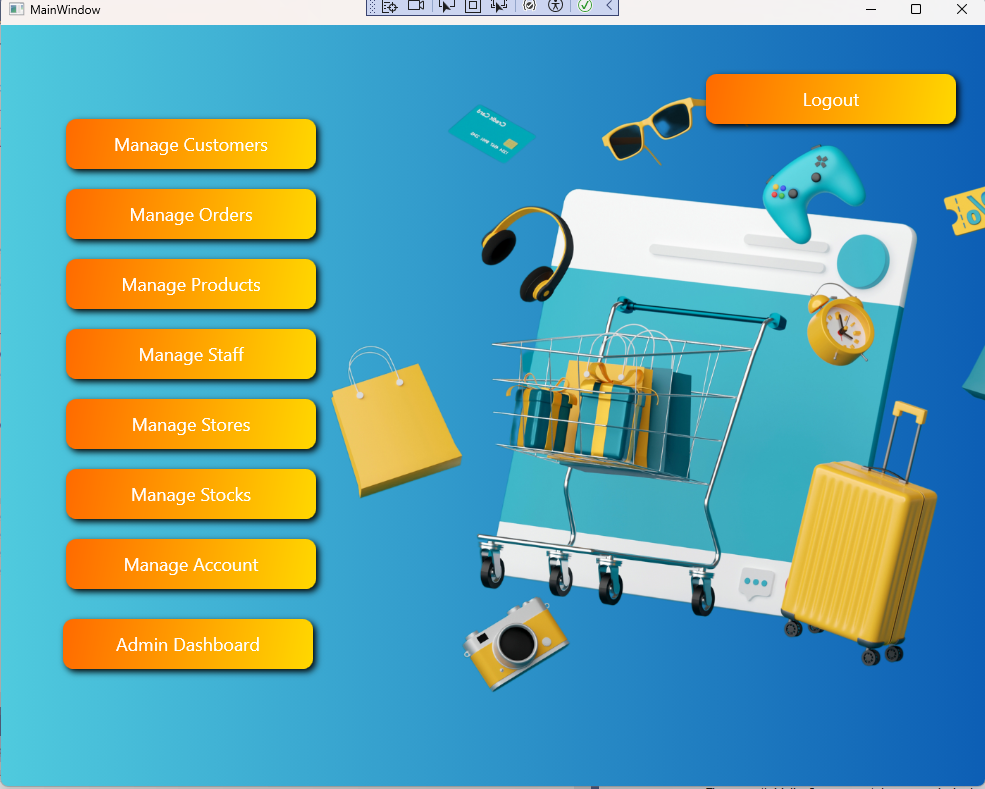 MainWindow
Logout
Manage Customers
Manage Orders
Manage Products
Manage Staff
Manage Stores
Manage Stocks
Manage Account
Admin Dashboard